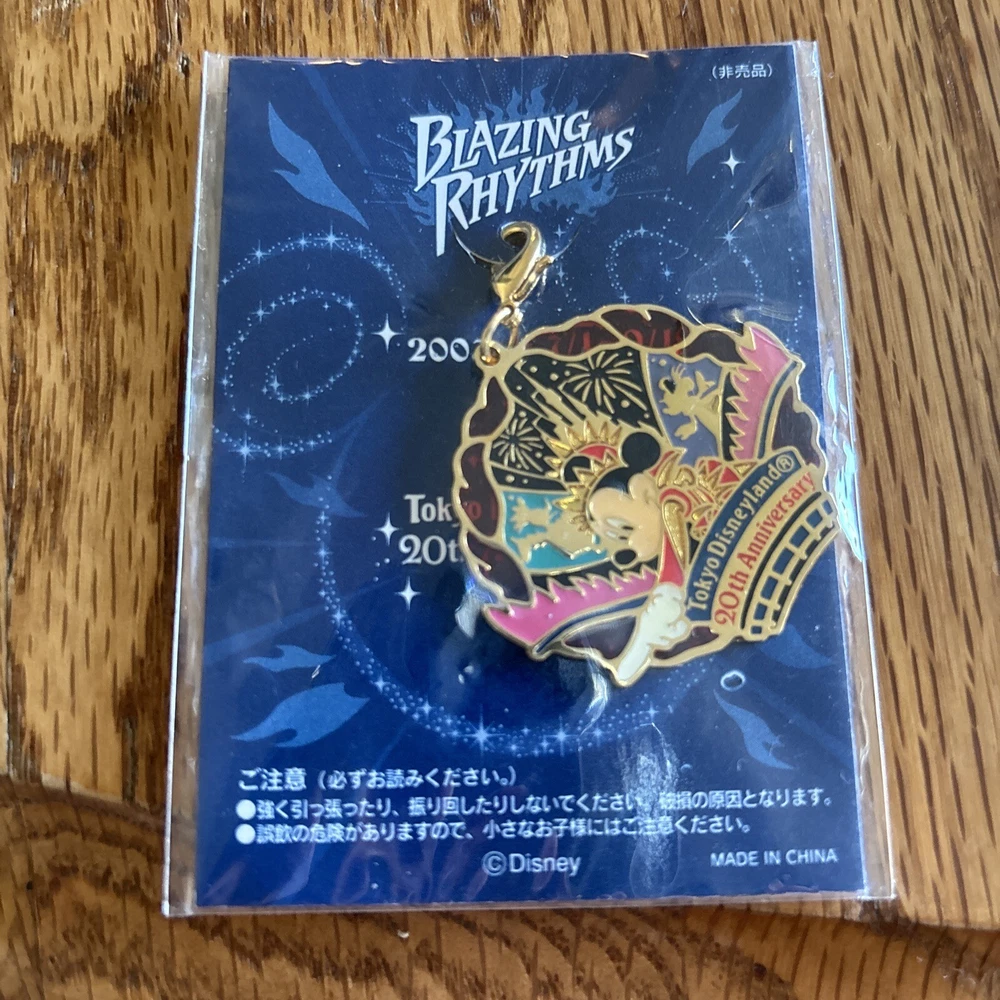 (非売品)
BLAZING
RHYTHMS
200
Tokyo
20t
Tokyo Disneyland®
20th Anniversary
ご注意(必ずお読みください。)
●強く引っ張ったり、振り回したりしないでください。破損の原因となります。
●誤飲の危険がありますので、小さなお子様にはご注意ください。
©Disney
MADE IN CHINA